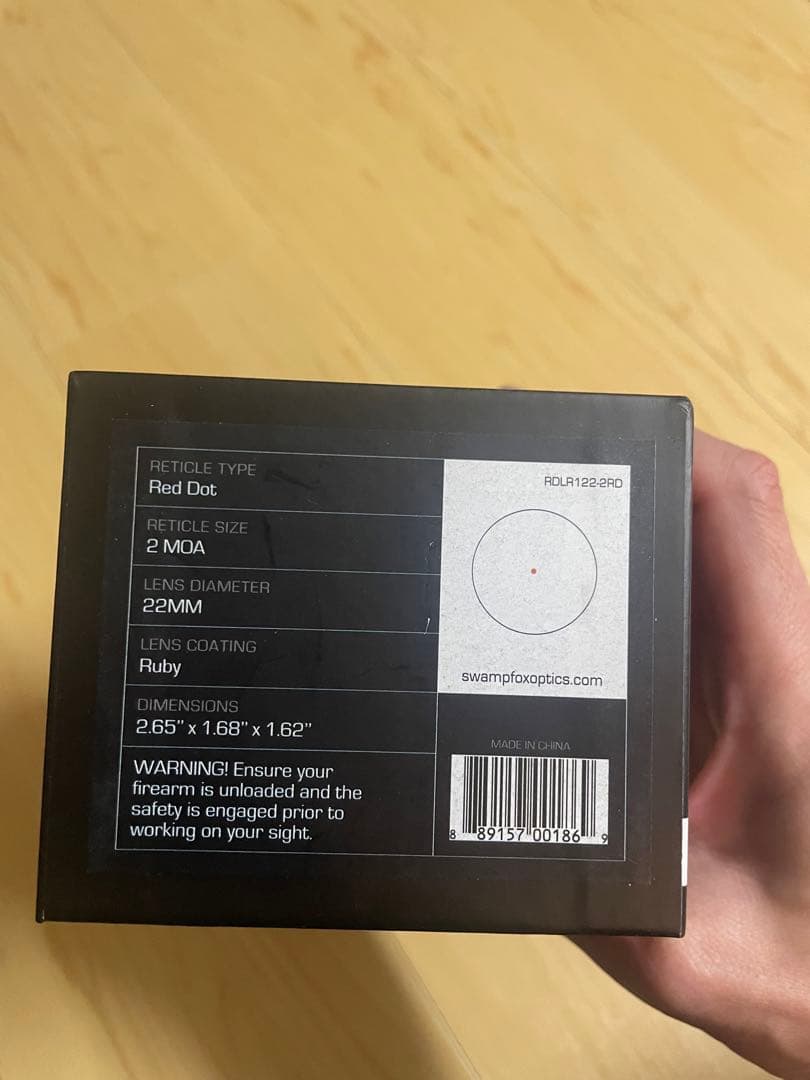 RETICLE TYPE
Red Dot
RETICLE SIZE
2 MOA
LENS DIAMETER
22MM
LENS COATING
Ruby
DIMENSIONS
2.65" x 1.68" x 1.62"
WARNING! Ensure your
firearm is unloaded and the
safety is engaged prior to
working on your sight.
RDLR122-2RD
swampfoxoptics.com
MADE IN CHINA
8 89157 00186 9